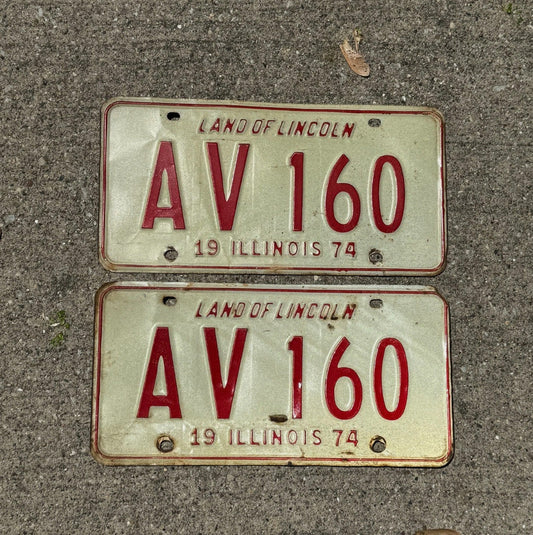 LAND OF LINCOLN
AV 160
19 ILLINOIS 74
LAND OF LINCOLN
AV 160
19 ILLINOIS 74